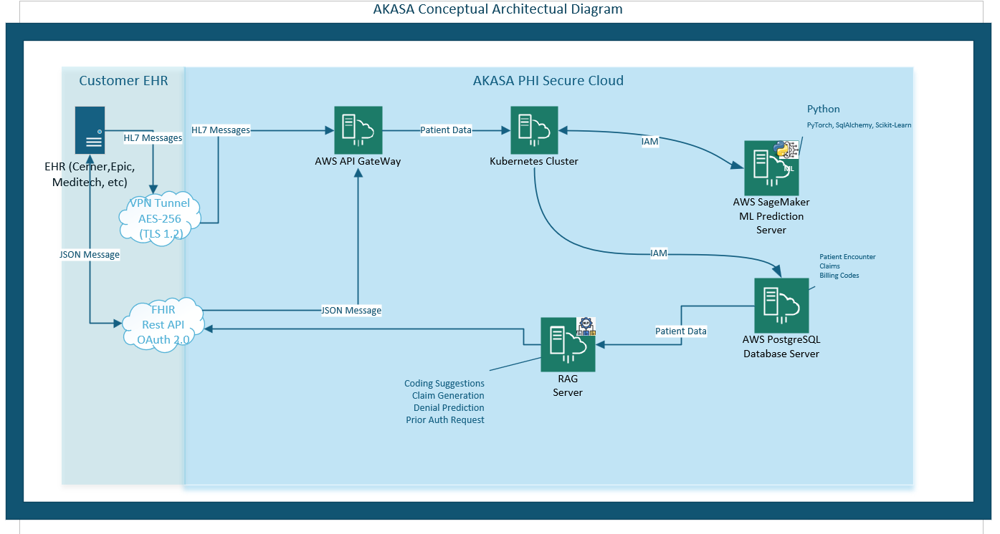 AKASA Conceptual Architectual Diagram
Customer EHR
AKASA PHI Secure Cloud
HL7 Messages
HL7 Messages
Patient Data
IAM
Python
PyTorch, SqlAlchemy, Scikit-Learn
ML
EHR (Cerner,Epic,
Meditech, etc)
AWS API GateWay
Kubernetes Cluster
AWS SageMaker
ML Prediction
Server
VPN Tunnel
AES-256
(TLS 1.2)
JSON Message
IAM
Patient Encounter
Claims
Billing Codes
FHIR
Rest API
OAuth 2.0
JSON Message
NLP
Patient Data
AWS PostgreSQL
Database Server
RAG
Server
Coding Suggestions
Claim Generation
Denial Prediction
Prior Auth Request